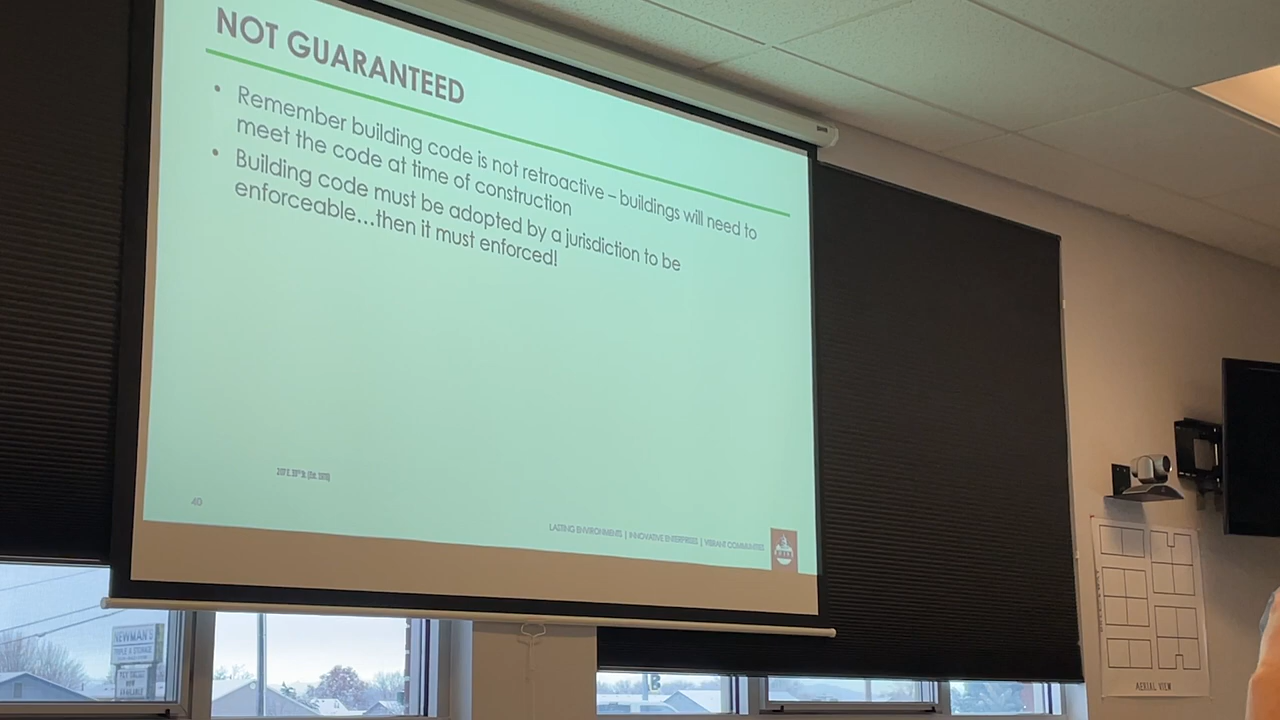 NOT GUARANTEED
• Remember building code is not retroactive – buildings will need to
meet the code at time of construction
• Building code must be adopted by a jurisdiction to be
enforceable…then it must enforced!
40
LASTING ENVIRONMENTS | INNOVATIVE ENTERPRISES | VIBRANT COMMUNITIES
NEWMAN'S
AERIAL VIEW